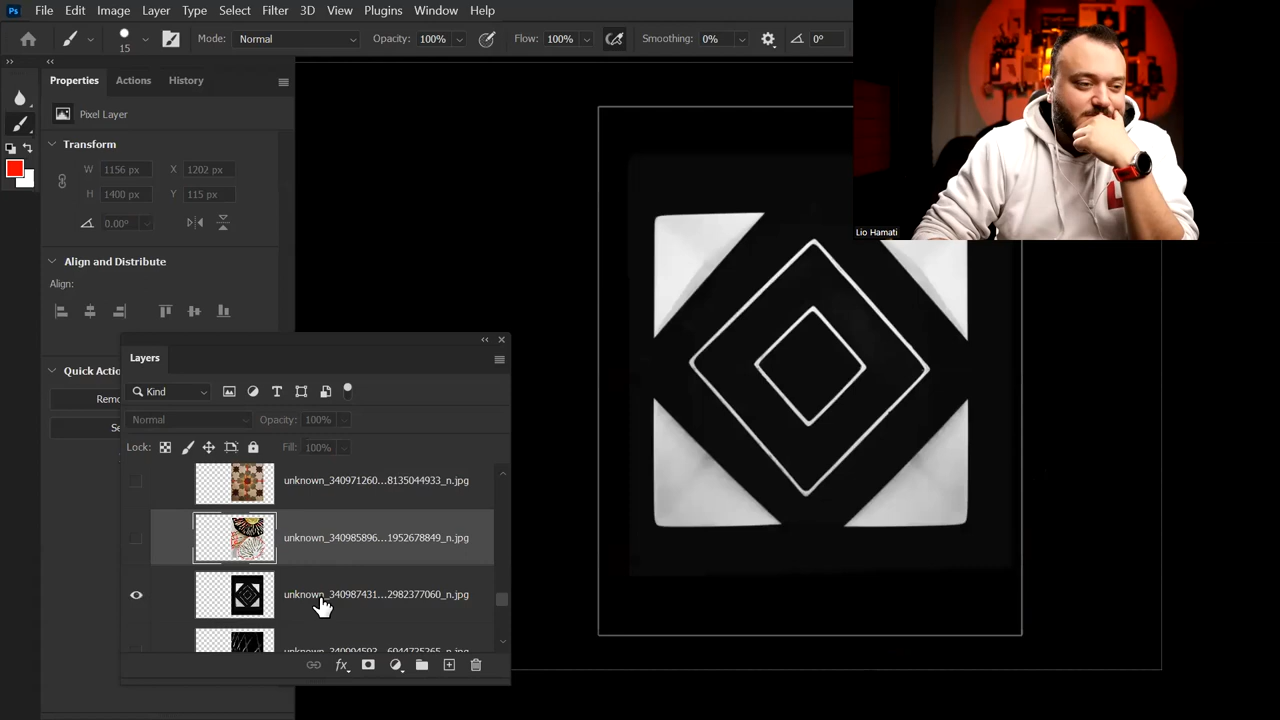 Ps File Edit Image Layer Type Select Filter 3D View Plugins Window Help
15 Mode: Normal Opacity: 100% Flow: 100% Smoothing: 0% 0°
Properties Actions History
Pixel Layer
Transform
W 1156 px X 1202 px
H 1400 px Y 115 px
0.00°
Align and Distribute
Align:
Quick Actio
Remo
Se
Layers
Kind
Normal Opacity: 100%
Lock: Fill: 100%
unknown_340971260...8135044933_n.jpg
unknown_340985896...1952678849_n.jpg
unknown_340987431...2982377060_n.jpg
fx
Lio Hamati